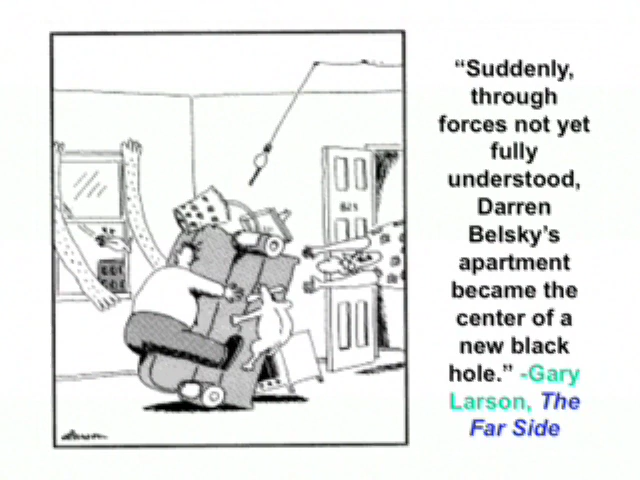 “Suddenly,
through
forces not yet
fully
understood,
Darren
Belsky’s
apartment
became the
center of a
new black
hole.” -Gary
Larson, The
Far Side
Larson